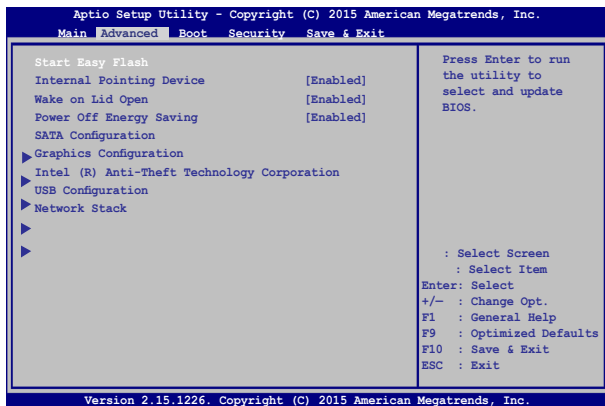 Aptio Setup Utility - Copyright (C) 2015 American Megatrends, Inc.
Main Advanced Boot Security Save & Exit
Start Easy Flash
Internal Pointing Device [Enabled]
Wake on Lid Open [Enabled]
Power Off Energy Saving [Enabled]
SATA Configuration
Graphics Configuration
Intel (R) Anti-Theft Technology Corporation
USB Configuration
Network Stack
Press Enter to run
the utility to
select and update
BIOS.
: Select Screen
: Select Item
Enter: Select
+/— : Change Opt.
F1 : General Help
F9 : Optimized Defaults
F10 : Save & Exit
ESC : Exit
Version 2.15.1226. Copyright (C) 2015 American Megatrends, Inc.